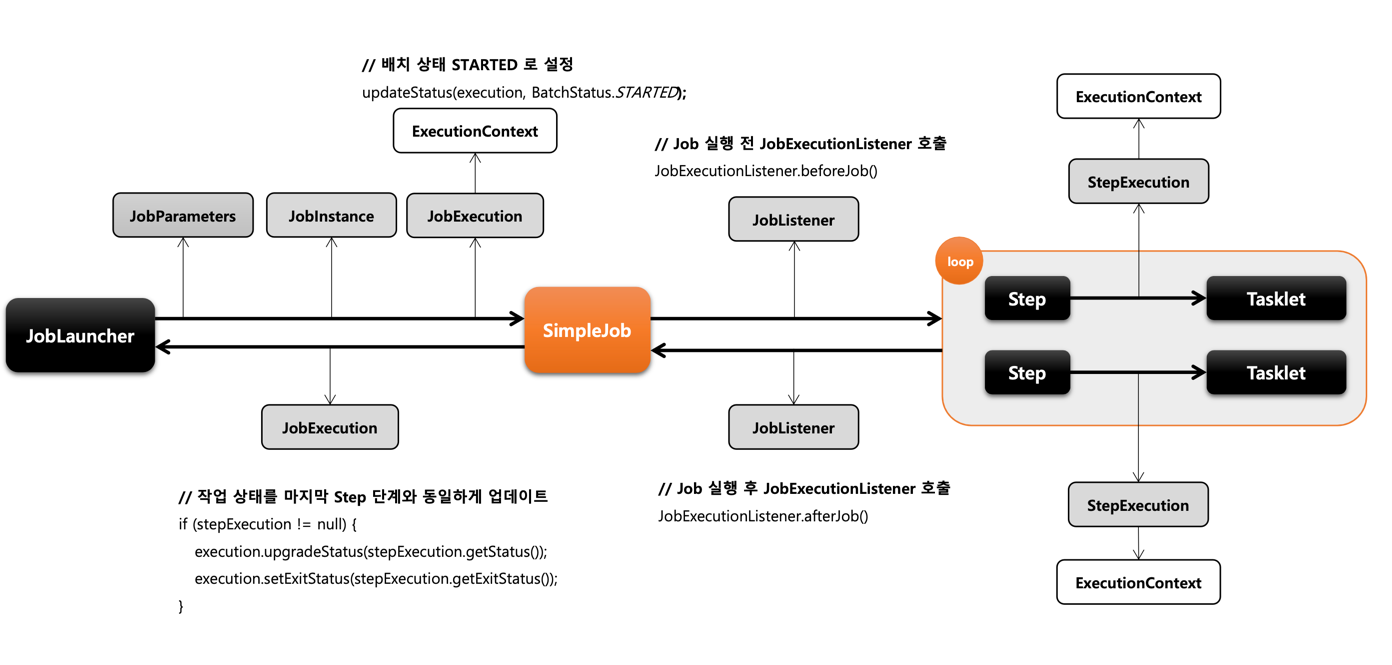 // 배치 상태 STARTED 로 설정
updateStatus(execution, BatchStatus.STARTED);
ExecutionContext
JobParameters
JobInstance
JobExecution
// Job 실행 전 JobExecutionListener 호출
JobExecutionListener.beforeJob()
JobListener
ExecutionContext
StepExecution
loop
JobLauncher
SimpleJob
Step
Tasklet
Step
Tasklet
JobExecution
JobListener
// 작업 상태를 마지막 Step 단계와 동일하게 업데이트
if (stepExecution != null) {
execution.upgradeStatus(stepExecution.getStatus());
execution.setExitStatus(stepExecution.getExitStatus());
}
// Job 실행 후 JobExecutionListener 호출
JobExecutionListener.afterJob()
StepExecution
ExecutionContext